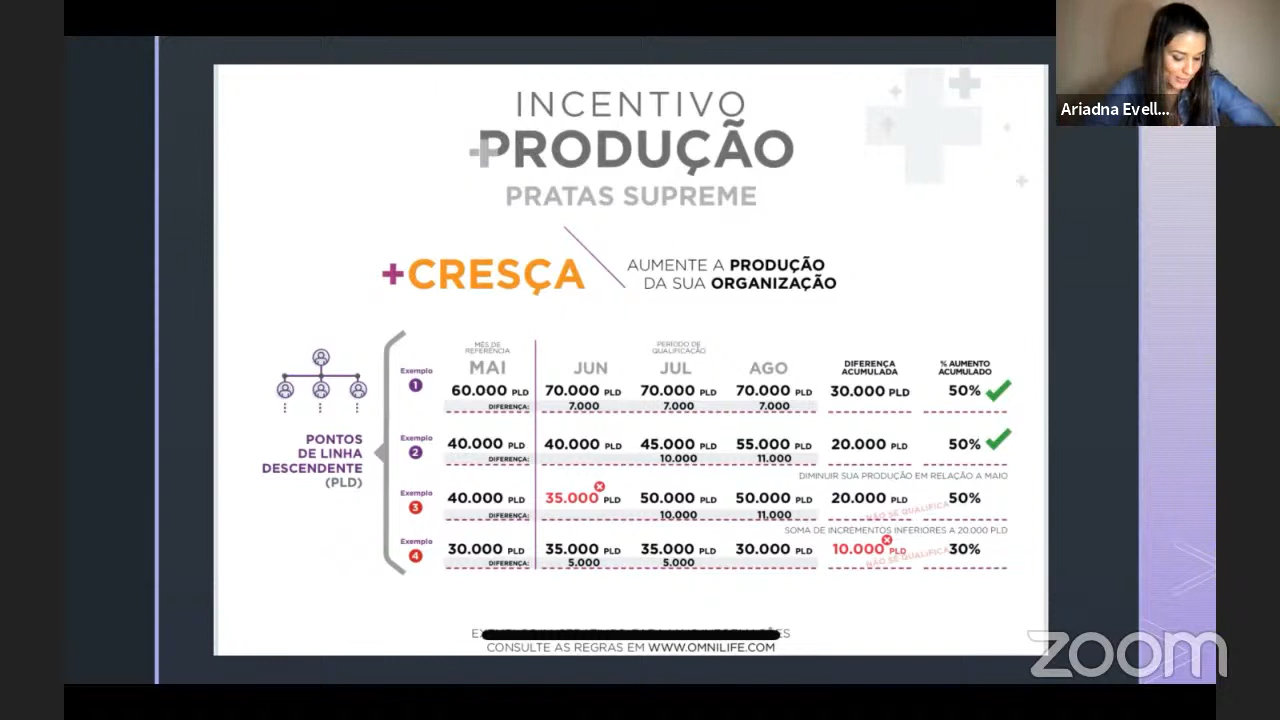 Ariadna Evell...
INCENTIVO
+PRODUÇÃO
PRATAS SUPREME
+CRESÇA
AUMENTE A PRODUÇÃO
DA SUA ORGANIZAÇÃO
MÊS DE REFERÊNCIA
PERÍODO DE QUALIFICAÇÃO
MAI JUN JUL AGO DIFERENÇA ACUMULADA % AUMENTO ACUMULADO
PONTOS
DE LINHA
DESCENDENTE
(PLD)
Exemplo 1 60.000 PLD 70.000 PLD 70.000 PLD 70.000 PLD 30.000 PLD 50%
DIFERENÇA: 7.000 7.000 7.000
Exemplo 2 40.000 PLD 40.000 PLD 45.000 PLD 55.000 PLD 20.000 PLD 50%
DIFERENÇA: 10.000 11.000
DIMINUIR SUA PRODUÇÃO EM RELAÇÃO A MAIO
Exemplo 3 40.000 PLD 35.000 PLD 50.000 PLD 50.000 PLD 20.000 PLD 50%
NÃO SE QUALIFICA
DIFERENÇA: 10.000 11.000
SOMA DE INCREMENTOS INFERIORES A 20.000 PLD
Exemplo 4 30.000 PLD 35.000 PLD 35.000 PLD 30.000 PLD 10.000 PLD 30%
NÃO SE QUALIFICA
DIFERENÇA: 5.000 5.000
CONSULTE AS REGRAS EM WWW.OMNILIFE.COM
zoom